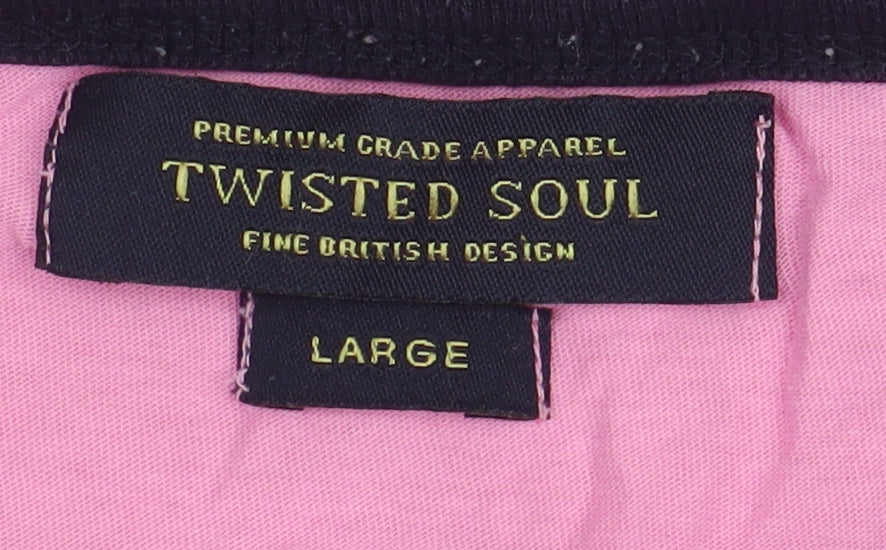 PREMIUM GRADE APPAREL
TWISTED SOUL
FINE BRITISH DESIGN
LARGE